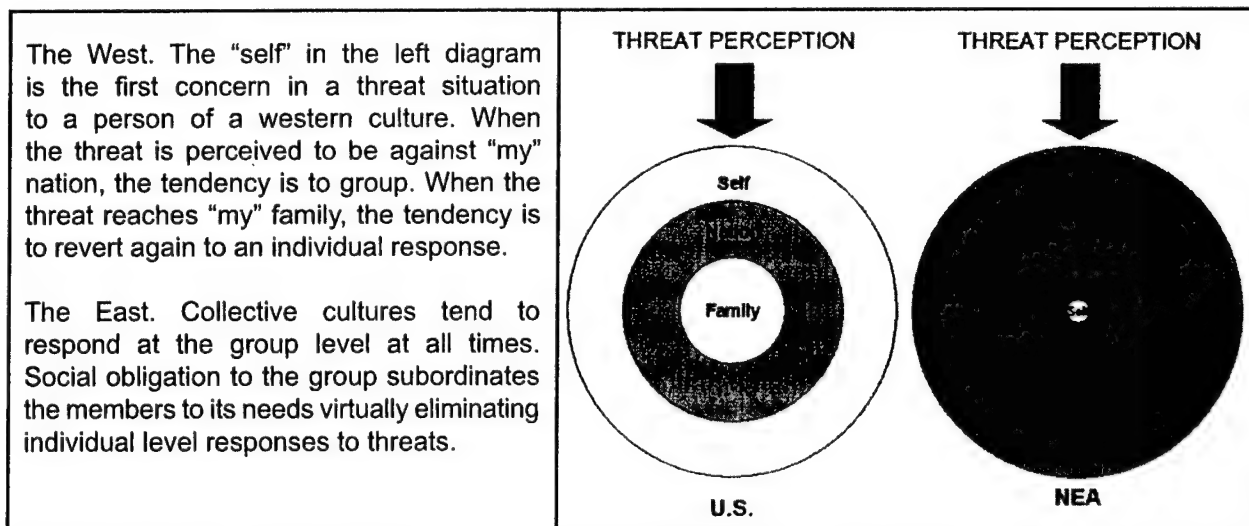 The West. The “self” in the left diagram
is the first concern in a threat situation
to a person of a western culture. When
the threat is perceived to be against “my”
nation, the tendency is to group. When the
threat reaches “my” family, the tendency is
to revert again to an individual response.
The East. Collective cultures tend to
respond at the group level at all times.
Social obligation to the group subordinates
the members to its needs virtually eliminating
individual level responses to threats.
THREAT PERCEPTION
Self
Nation
Family
U.S.
THREAT PERCEPTION
Self
NEA